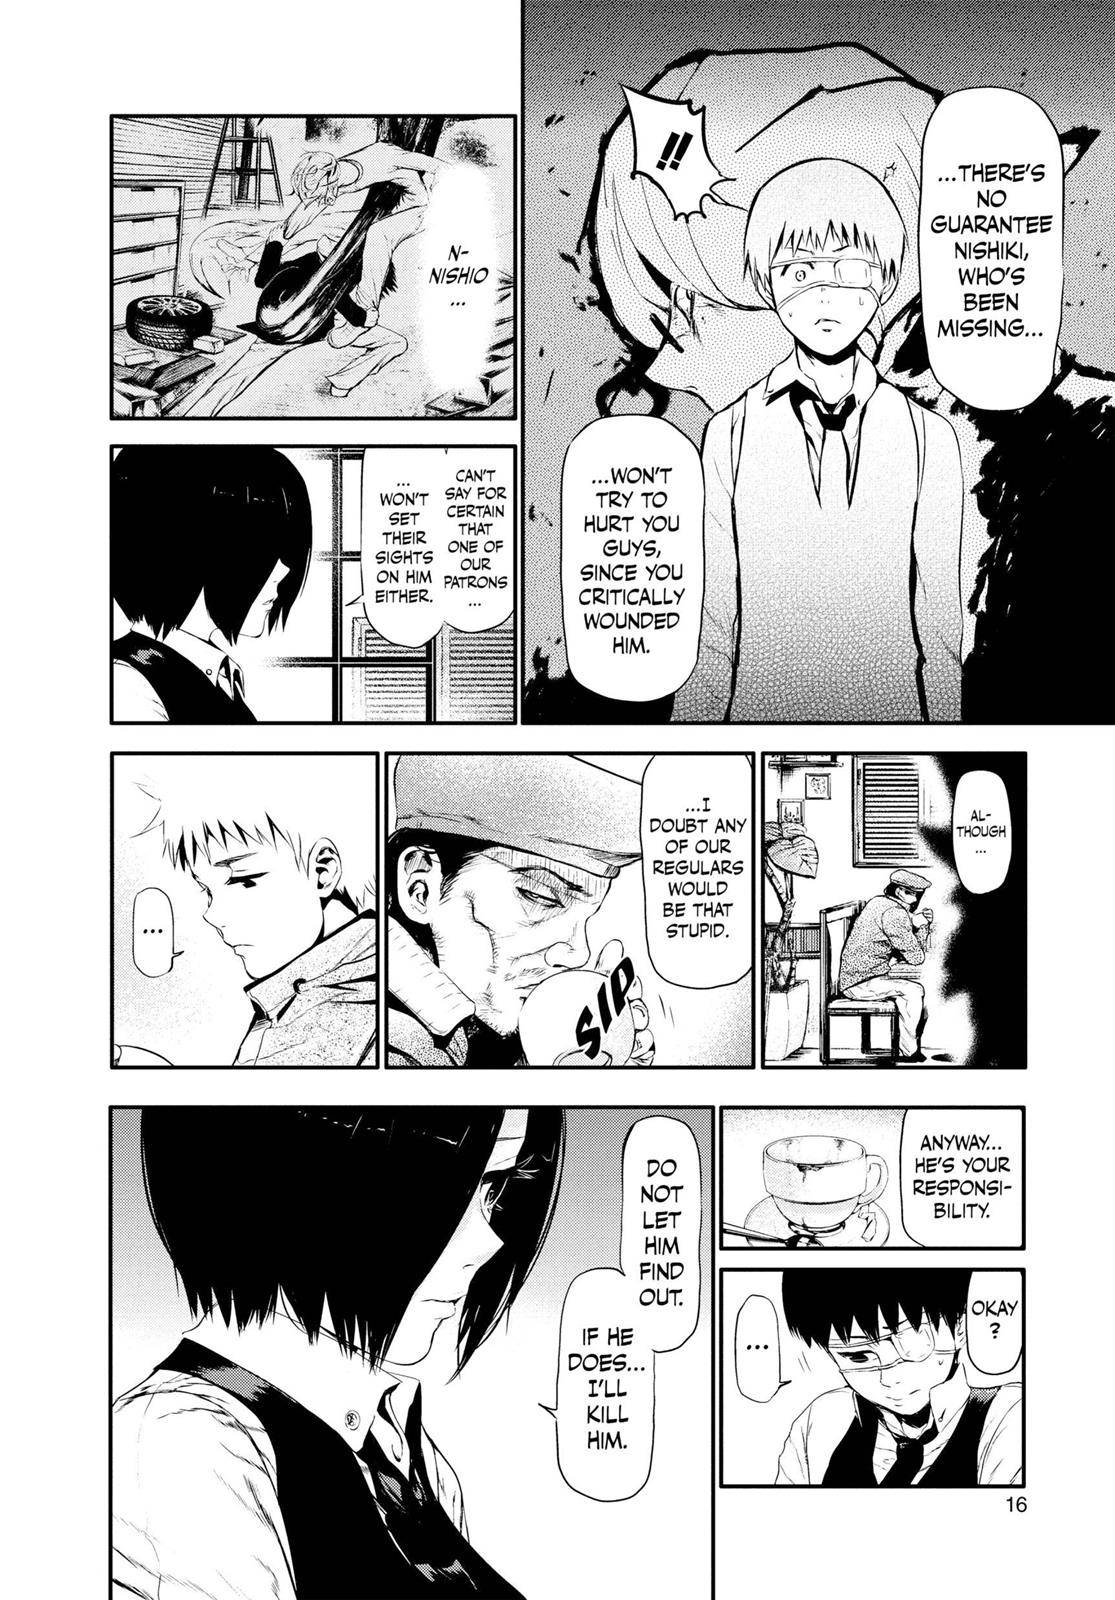 !!
...THERE'S
NO
GUARANTEE
NISHIKI,
WHO'S
BEEN
MISSING...
...WON'T
TRY TO
HURT YOU
GUYS,
SINCE YOU
CRITICALLY
WOUNDED
HIM.
N-
NISHIO
...
CAN'T
SAY FOR
CERTAIN
THAT
ONE OF
OUR
PATRONS
...
...
WON'T
SET
THEIR
SIGHTS
ON HIM
EITHER.
AL-
THOUGH
...
...I
DOUBT ANY
OF OUR
REGULARS
WOULD
BE THAT
STUPID.
SIP
...
ANYWAY...
HE'S YOUR
RESPONSI-
BILITY.
OKAY
?
...
DO
NOT
LET
HIM
FIND
OUT.
IF HE
DOES...
I'LL
KILL
HIM.
16